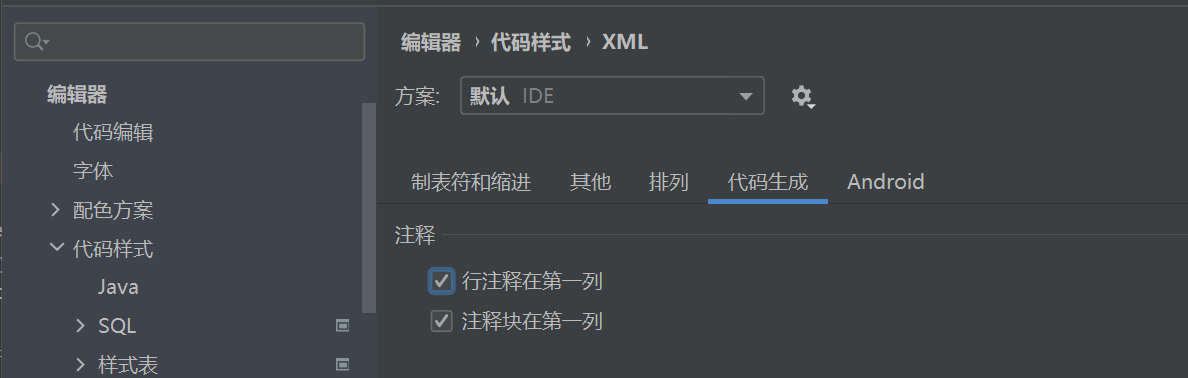 编辑器
代码编辑
字体
配色方案
代码样式
Java
SQL
样式表
编辑器 › 代码样式 › XML
方案: 默认 IDE
制表符和缩进 其他 排列 代码生成 Android
注释
行注释在第一列
注释块在第一列